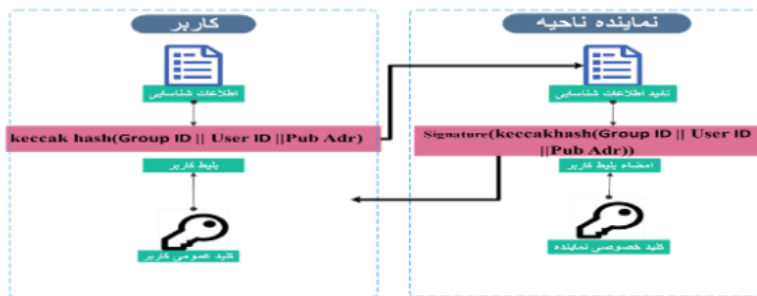 کاربر
نماینده ناحیه
اطلاعات شناسایی
تائید اطلاعات شناسایی
keccak hash(Group ID || User ID ||Pub Adr)
Signature(keccakhash(Group ID || User ID
||Pub Adr))
بلیط کاربر
امضاء بلیط کاربر
کلید عمومی کاربر
کلید خصوصی نماینده